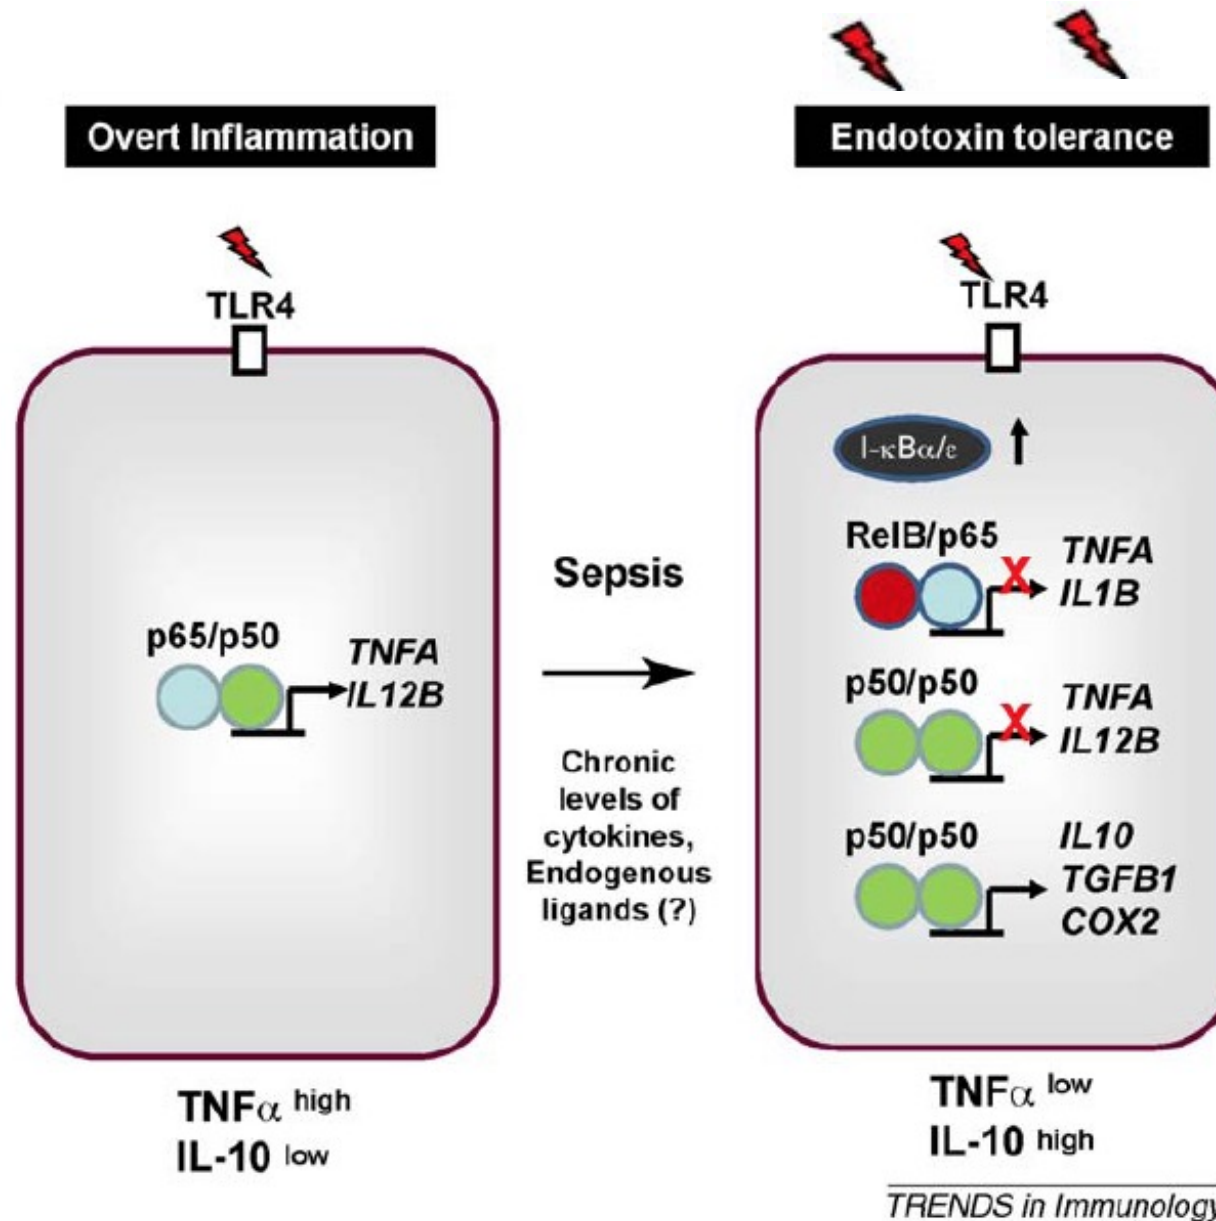 Overt Inflammation
TLR4
p65/p50
TNFA
IL12B
TNFα high
IL-10 low
Sepsis
Chronic
levels of
cytokines,
Endogenous
ligands (?)
Endotoxin tolerance
TLR4
I-κBα/ε
RelB/p65
X
TNFA
IL1B
p50/p50
X
TNFA
IL12B
p50/p50
IL10
TGFB1
COX2
TNFα low
IL-10 high
TRENDS in Immunology